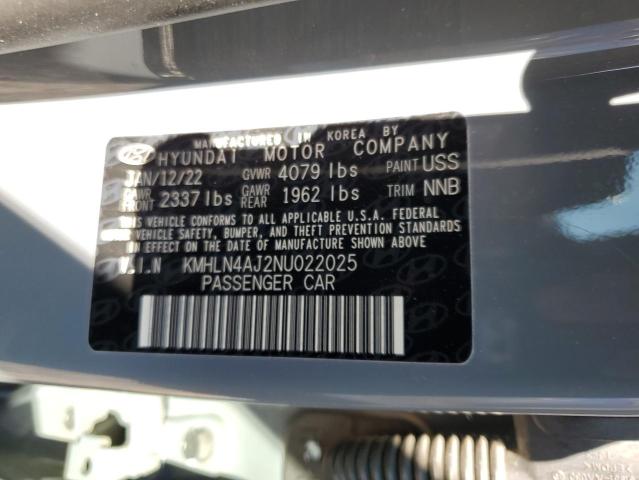 MANUFACTURED IN KOREA BY
HYUNDAI MOTOR COMPANY
JAN/12/22 GVWR 4079 lbs PAINT USS
GAWR FRONT 2337 lbs GAWR REAR 1962 lbs TRIM NNB
THIS VEHICLE CONFORMS TO ALL APPLICABLE U.S.A. FEDERAL
MOTOR VEHICLE SAFETY, BUMPER, AND THEFT PREVENTION STANDARDS
IN EFFECT ON THE DATE OF MANUFACTURE SHOWN ABOVE.
V.I.N KMHLN4AJ2NU022025
PASSENGER CAR